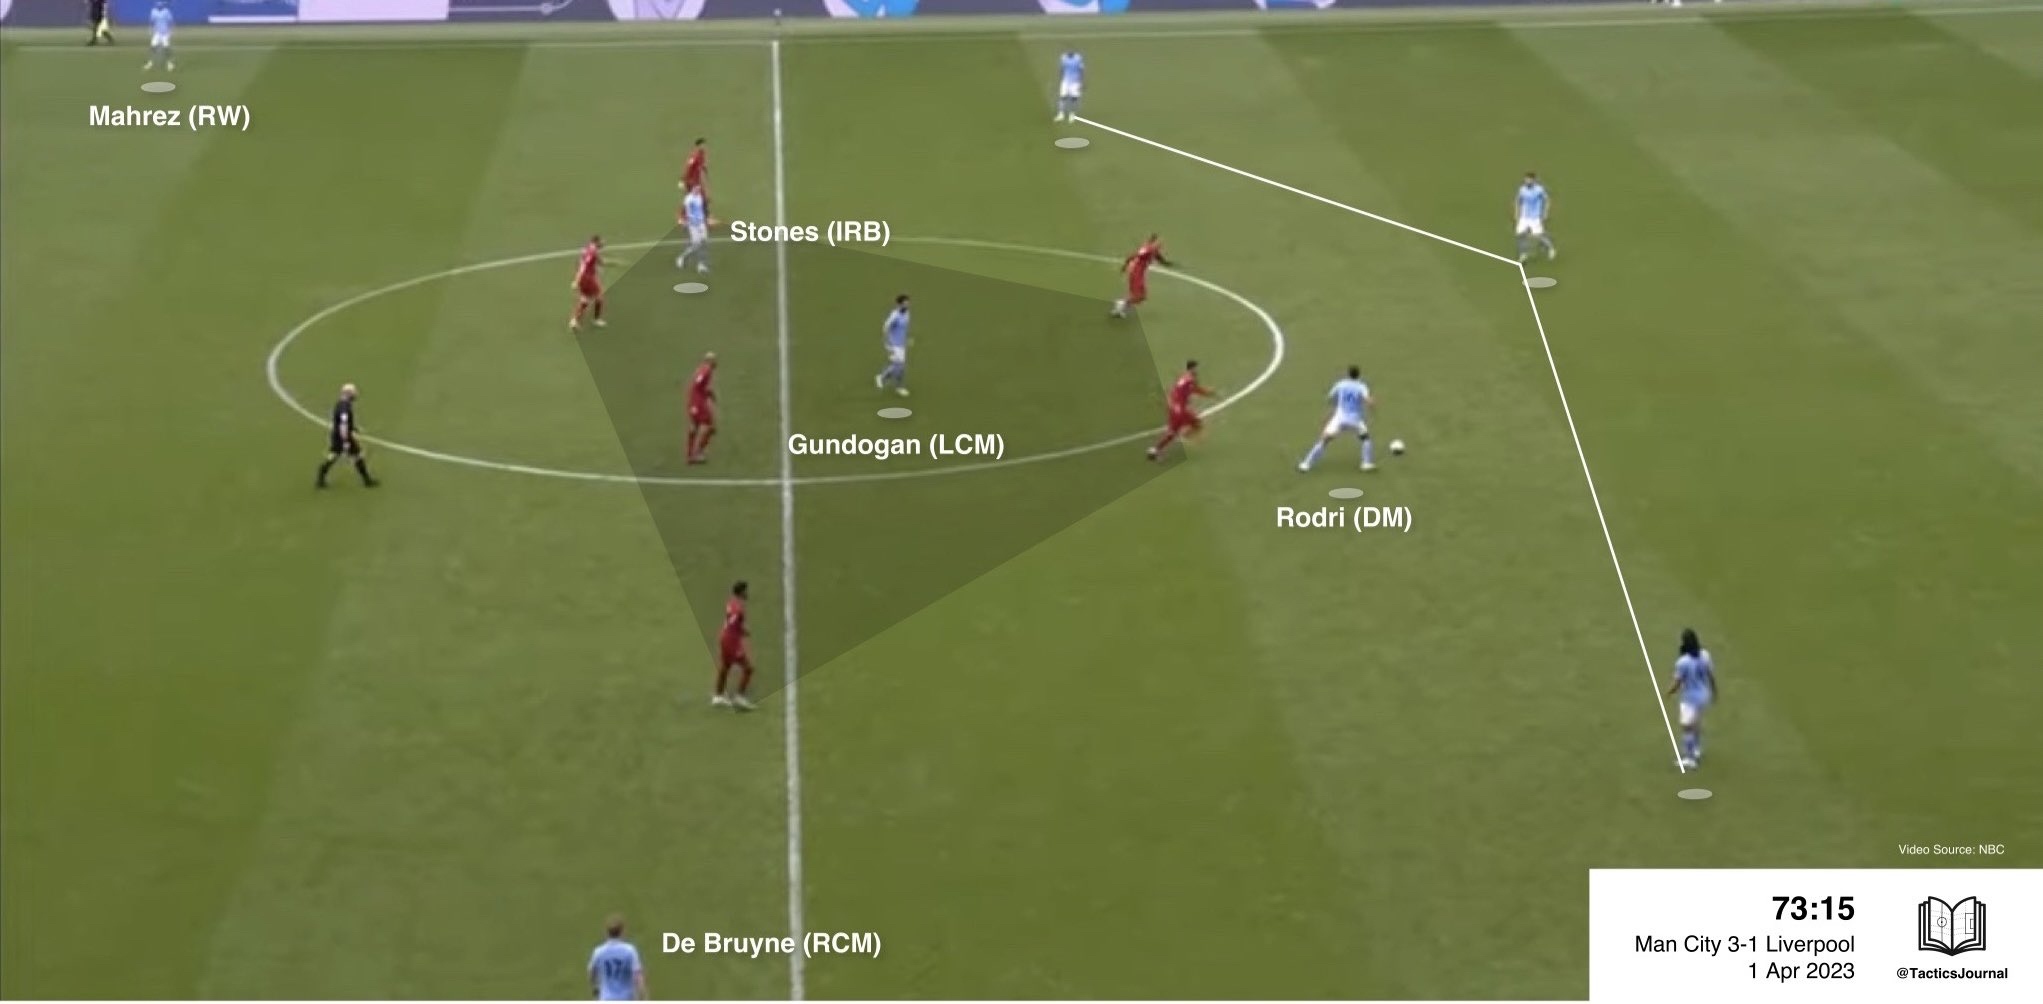 Mahrez (RW)
Stones (IRB)
Gundogan (LCM)
Rodri (DM)
De Bruyne (RCM)
Video Source: NBC
73:15
Man City 3-1 Liverpool
1 Apr 2023
@TacticsJournal